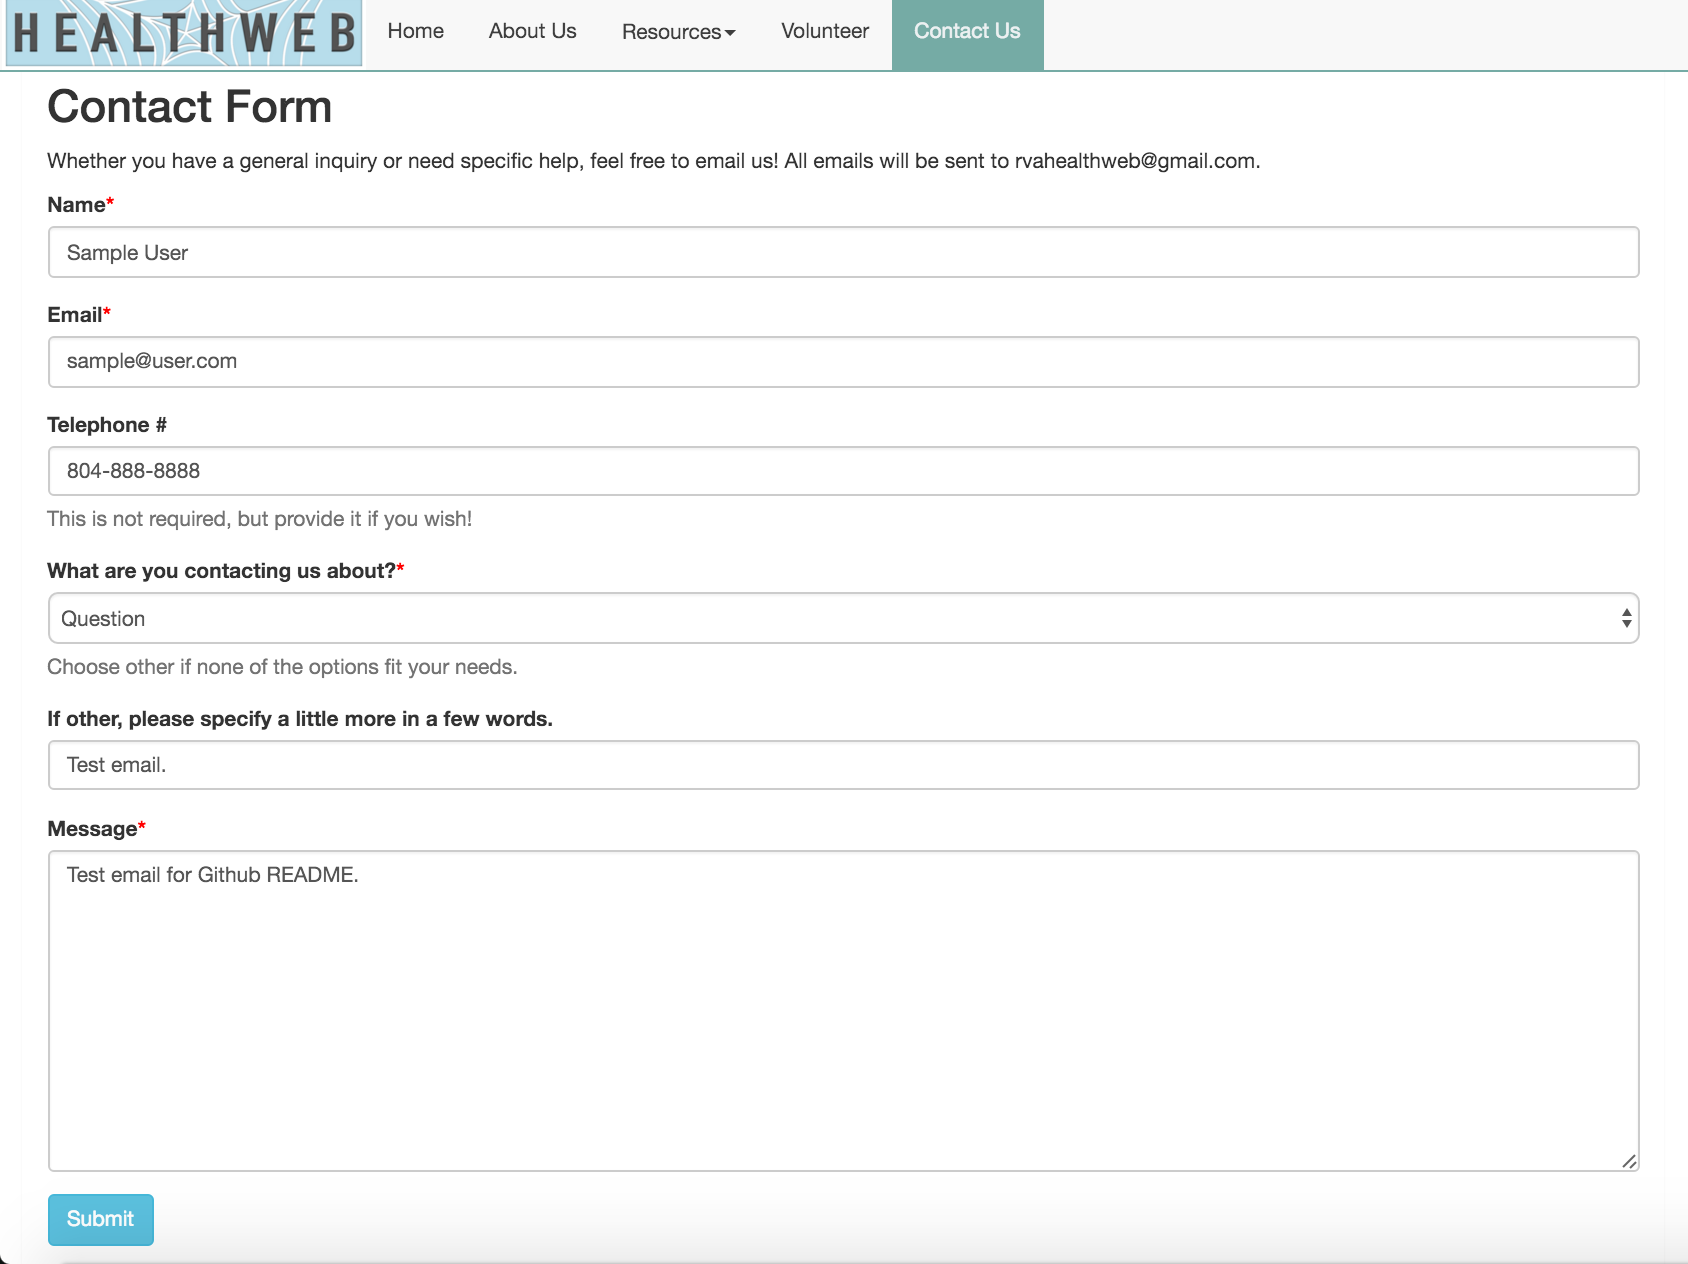 HEALTHWEB Home About Us Resources Volunteer Contact Us
Contact Form
Whether you have a general inquiry or need specific help, feel free to email us! All emails will be sent to rvahealthweb@gmail.com.
Name*
Sample User
Email*
sample@user.com
Telephone #
804-888-8888
This is not required, but provide it if you wish!
What are you contacting us about?*
Question
Choose other if none of the options fit your needs.
If other, please specify a little more in a few words.
Test email.
Message*
Test email for Github README.
Submit